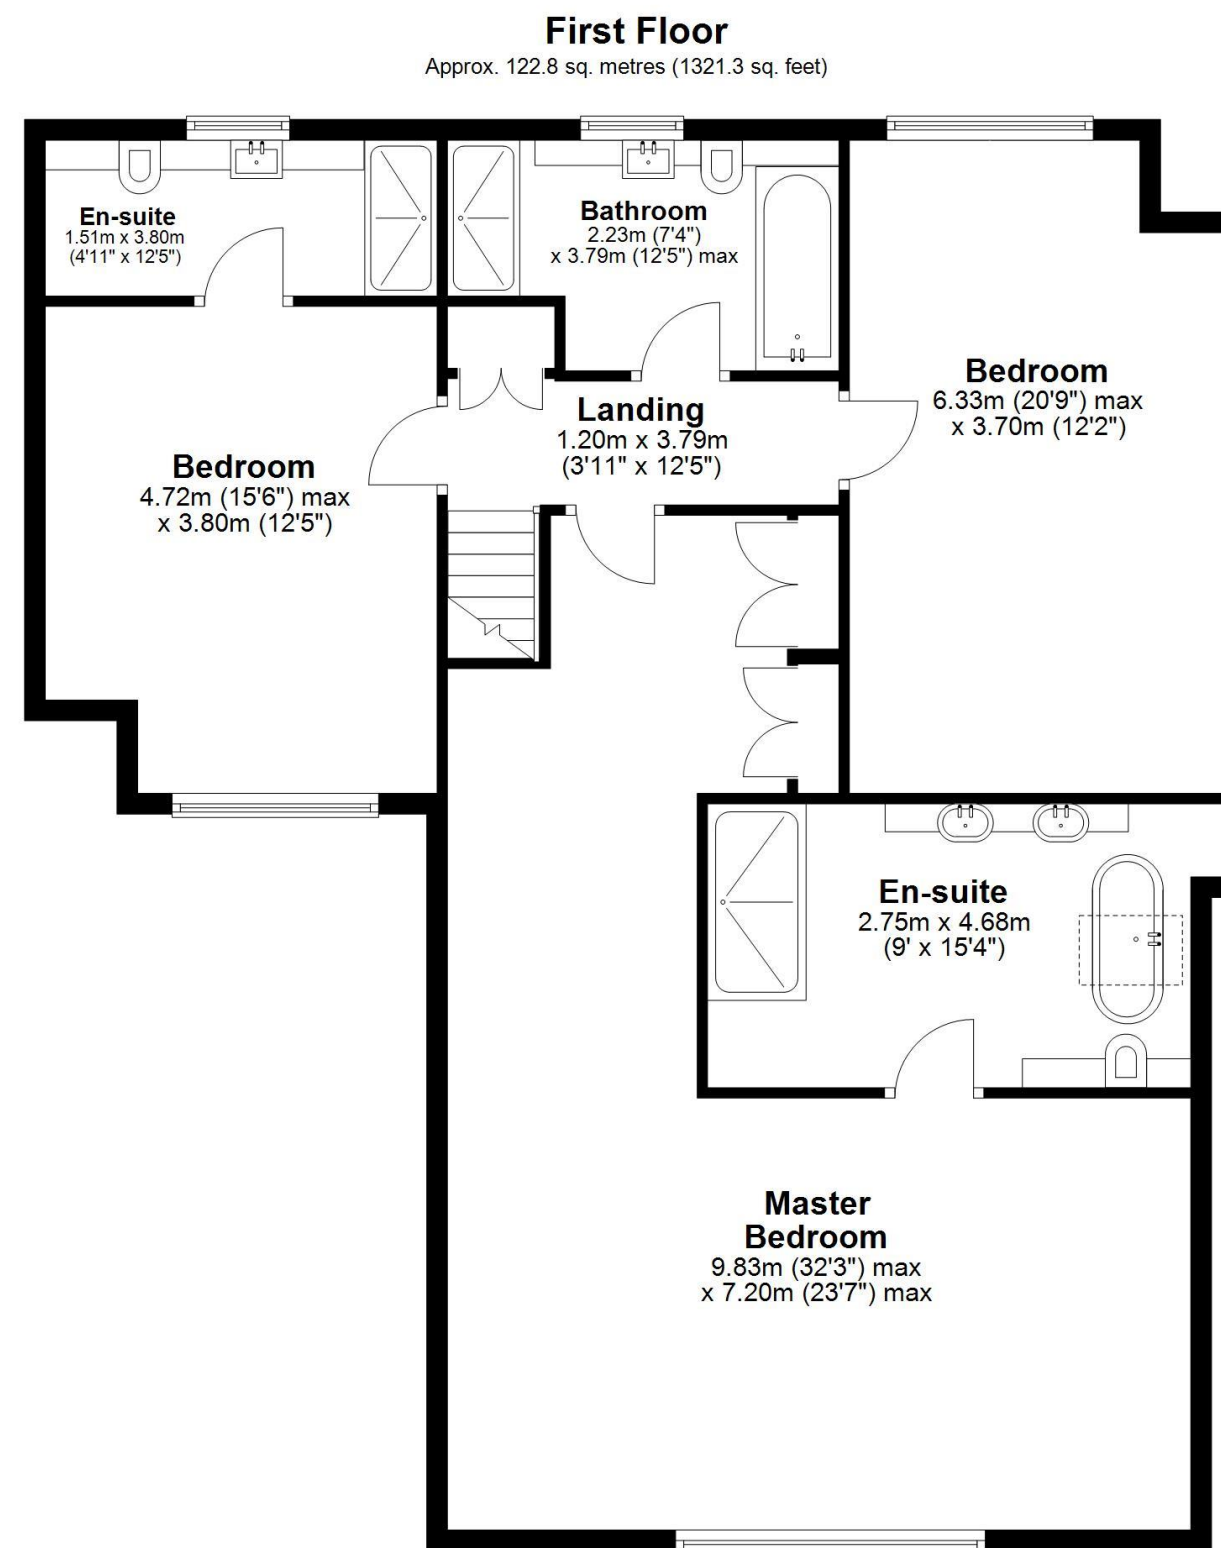 First Floor
Approx. 122.8 sq. metres (1321.3 sq. feet)
En-suite
1.51m x 3.80m
(4'11" x 12'5")
Bathroom
2.23m (7'4")
x 3.79m (12'5") max
Bedroom
6.33m (20'9") max
x 3.70m (12'2")
Landing
1.20m x 3.79m
(3'11" x 12'5")
Bedroom
4.72m (15'6") max
x 3.80m (12'5")
En-suite
2.75m x 4.68m
(9' x 15'4")
Master
Bedroom
9.83m (32'3") max
x 7.20m (23'7") max